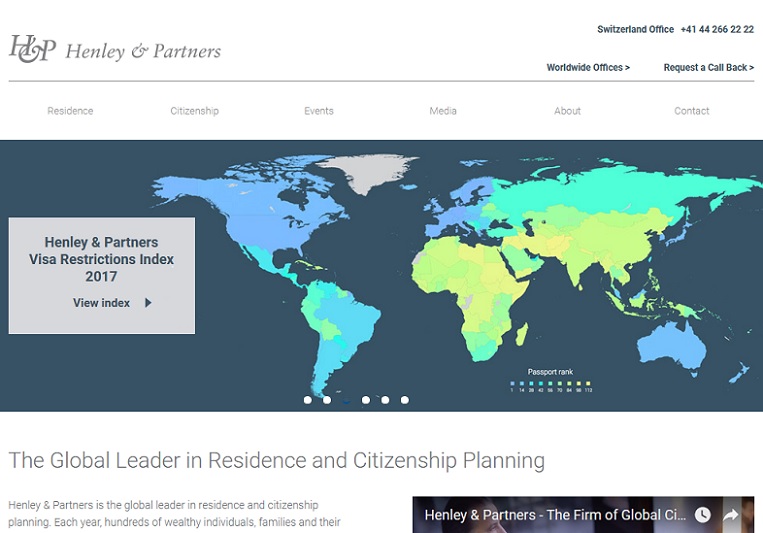 Switzerland Office +41 44 266 22 22
H&P Henley & Partners
Worldwide Offices > Request a Call Back >
Residence Citizenship Events Media About Contact
Henley & Partners
Visa Restrictions Index
2017
View index
Passport rank
1 14 28 42 56 70 84 98 112
The Global Leader in Residence and Citizenship Planning
Henley & Partners is the global leader in residence and citizenship
planning. Each year, hundreds of wealthy individuals, families and their
Henley & Partners - The Firm of Global Ci...